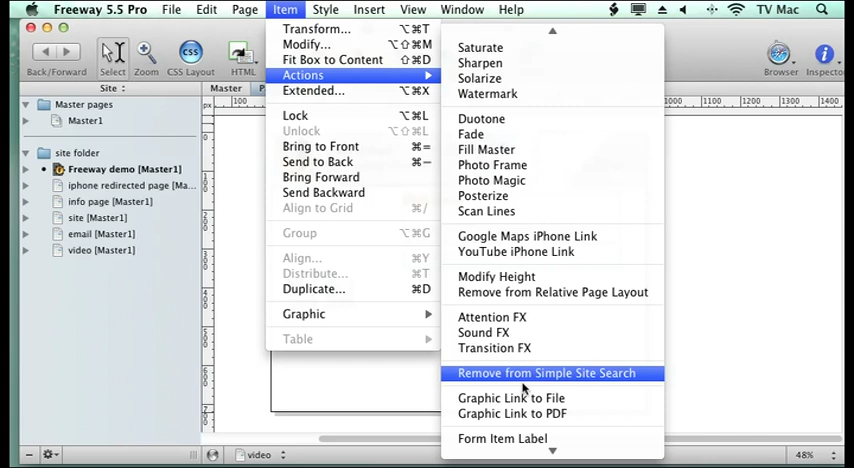 Freeway 5.5 Pro File Edit Item Style Insert View Window Help TV Mac
Back/Forward Select Zoom CSS Layout HTML Page Browser Inspecto
CSS
Site
Master
Master pages
Master1
site folder
Freeway demo [Master1]
iphone redirected page [Ma...
info page [Master1]
site [Master1]
email [Master1]
video [Master1]
px 100 1000 1100 1200 1300 1400
Transform... ⌥⌘T
Modify... ⌥⇧⌘M
Fit Box to Content ⇧⌘D
Actions
Extended... ⌥⌘X
Lock ⌥⌘L
Unlock ⌥⇧⌘L
Bring to Front ⌘=
Send to Back ⌘−
Bring Forward
Send Backward
Align to Grid ⌘/
Group ⌥⌘G
Align... ⌘Y
Distribute... ⌘T
Duplicate... ⌘D
Graphic
Table
Saturate
Sharpen
Solarize
Watermark
Duotone
Fade
Fill Master
Photo Frame
Photo Magic
Posterize
Scan Lines
Google Maps iPhone Link
YouTube iPhone Link
Modify Height
Remove from Relative Page Layout
Attention FX
Sound FX
Transition FX
Remove from Simple Site Search
Graphic Link to File
Graphic Link to PDF
Form Item Label
video
48%